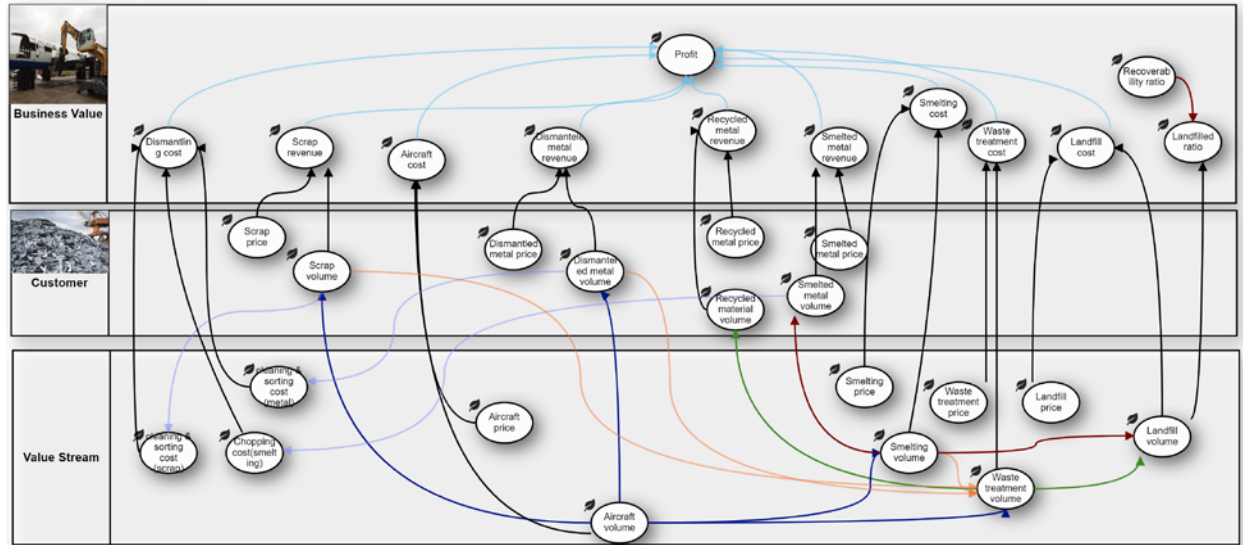 Business Value
Profit
Recoverab
ility ratio
Smelting
cost
Dismantlin
g cost
Scrap
revenue
Aircraft
cost
Dismanteled
metal
revenue
Recycled
metal
revenue
Smelted
metal
revenue
Waste
treatment
cost
Landfill
cost
Landfilled
ratio
Customer
Scrap
price
Scrap
volume
Dismantled
metal price
Dismantel
ed metal
volume
Recycled
metal price
Smelted
metal price
Recycled
material
volume
Smelted
metal
volume
Value Stream
cleaning &
sorting
cost
(metal)
cleaning &
sorting
cost
(scrap)
Chopping
cost(smelt
ing)
Aircraft
price
Smelting
price
Waste
treatment
price
Landfill
price
Landfill
volume
Smelting
volume
Waste
treatment
volume
Aircraft
volume